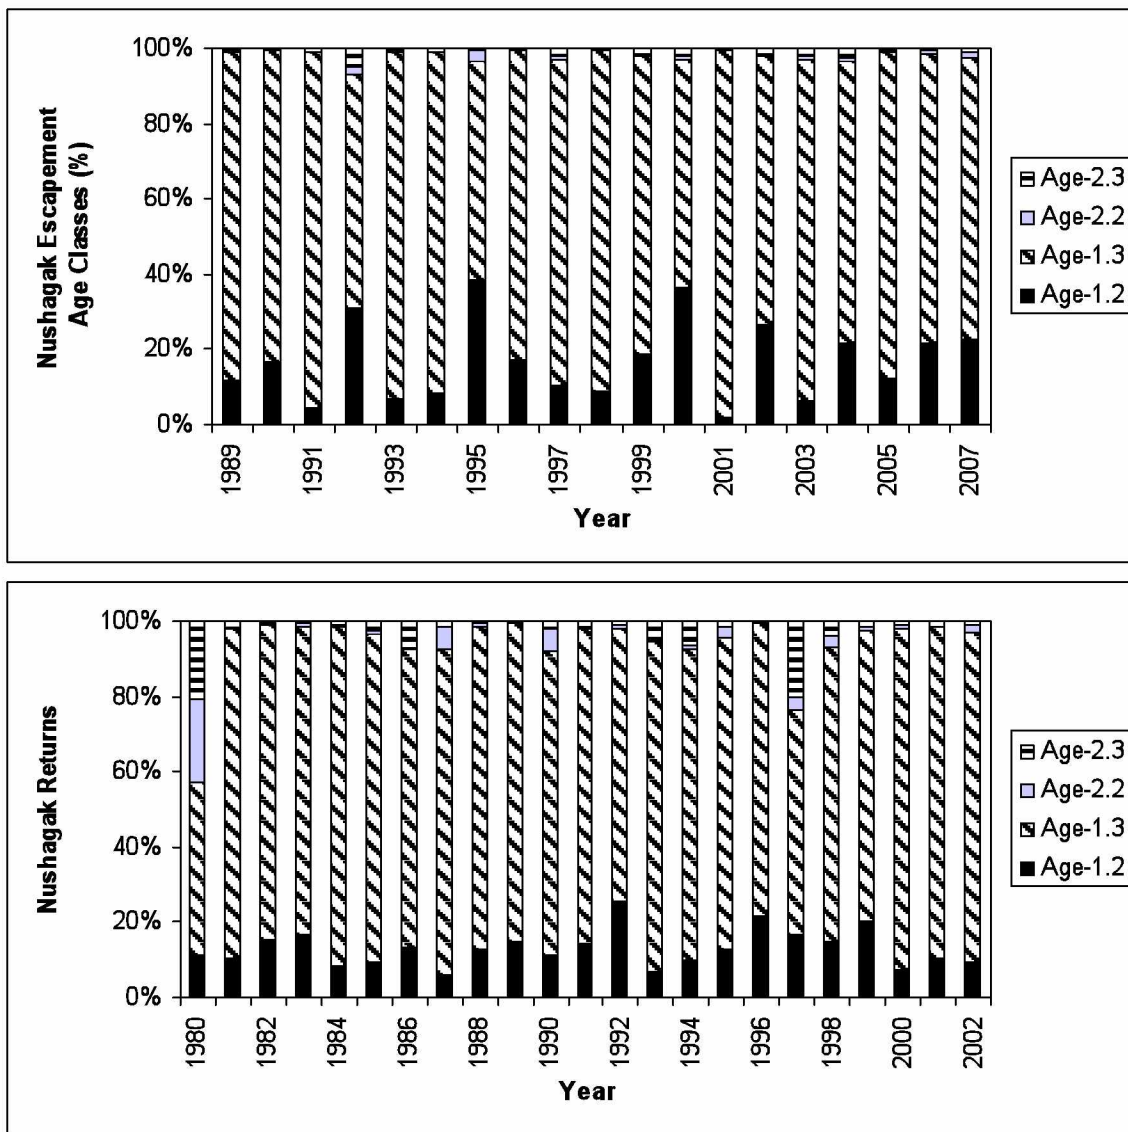 Nushagak Escapement
Age Classes (%)
100%
80%
60%
40%
20%
0%
1989
1991
1993
1995
1997
1999
2001
2003
2005
2007
Year
Age-2.3
Age-2.2
Age-1.3
Age-1.2
Nushagak Returns
100%
80%
60%
40%
20%
0%
1980
1982
1984
1986
1988
1990
1992
1994
1996
1998
2000
2002
Year
Age-2.3
Age-2.2
Age-1.3
Age-1.2